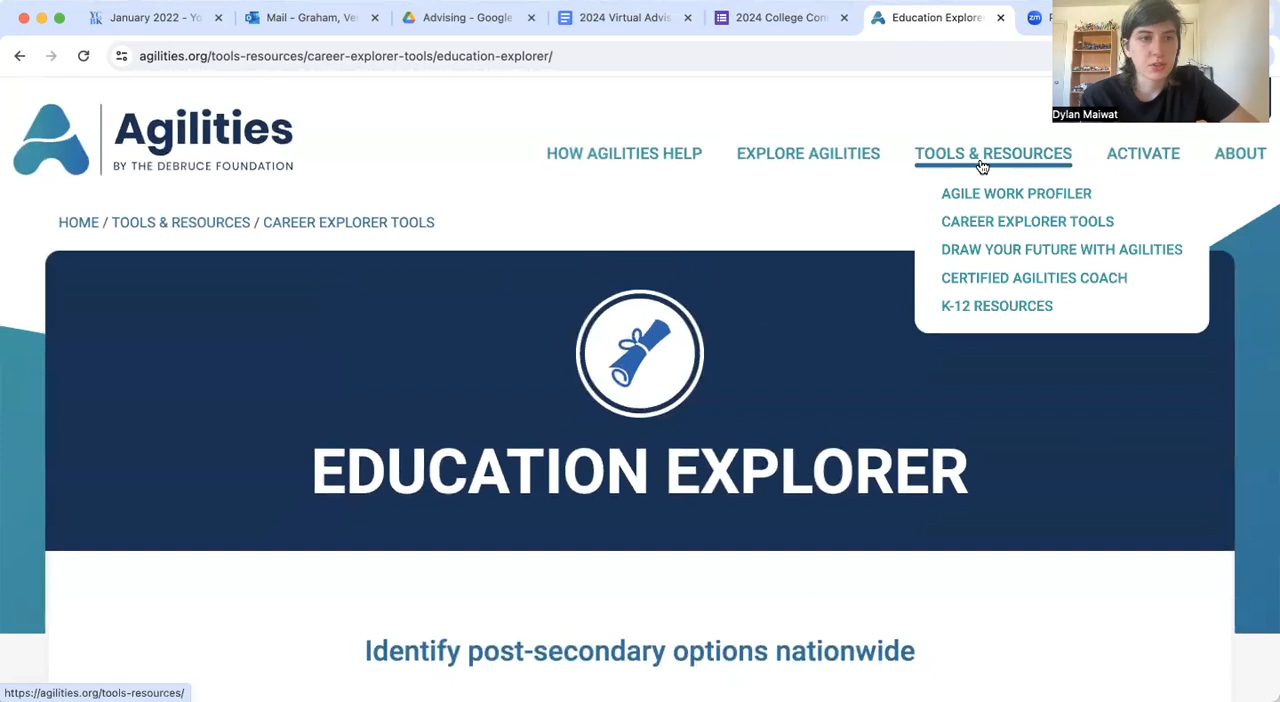 January 2022 - Yo
Mail - Graham, Ve
Advising - Google
2024 Virtual Advis
2024 College Con
Education Explore
zm
agilities.org/tools-resources/career-explorer-tools/education-explorer/
Dylan Maiwat
Agilities
BY THE DEBRUCE FOUNDATION
HOW AGILITIES HELP
EXPLORE AGILITIES
TOOLS & RESOURCES
ACTIVATE
ABOUT
AGILE WORK PROFILER
CAREER EXPLORER TOOLS
DRAW YOUR FUTURE WITH AGILITIES
CERTIFIED AGILITIES COACH
K-12 RESOURCES
HOME / TOOLS & RESOURCES / CAREER EXPLORER TOOLS
EDUCATION EXPLORER
Identify post-secondary options nationwide
https://agilities.org/tools-resources/